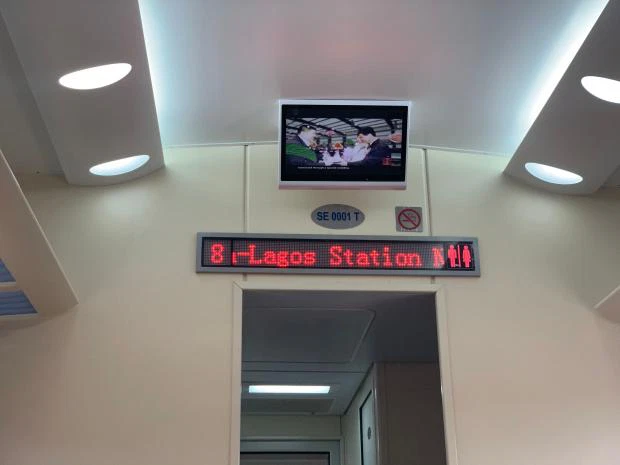 SE 0001 T
8 -Lagos Station